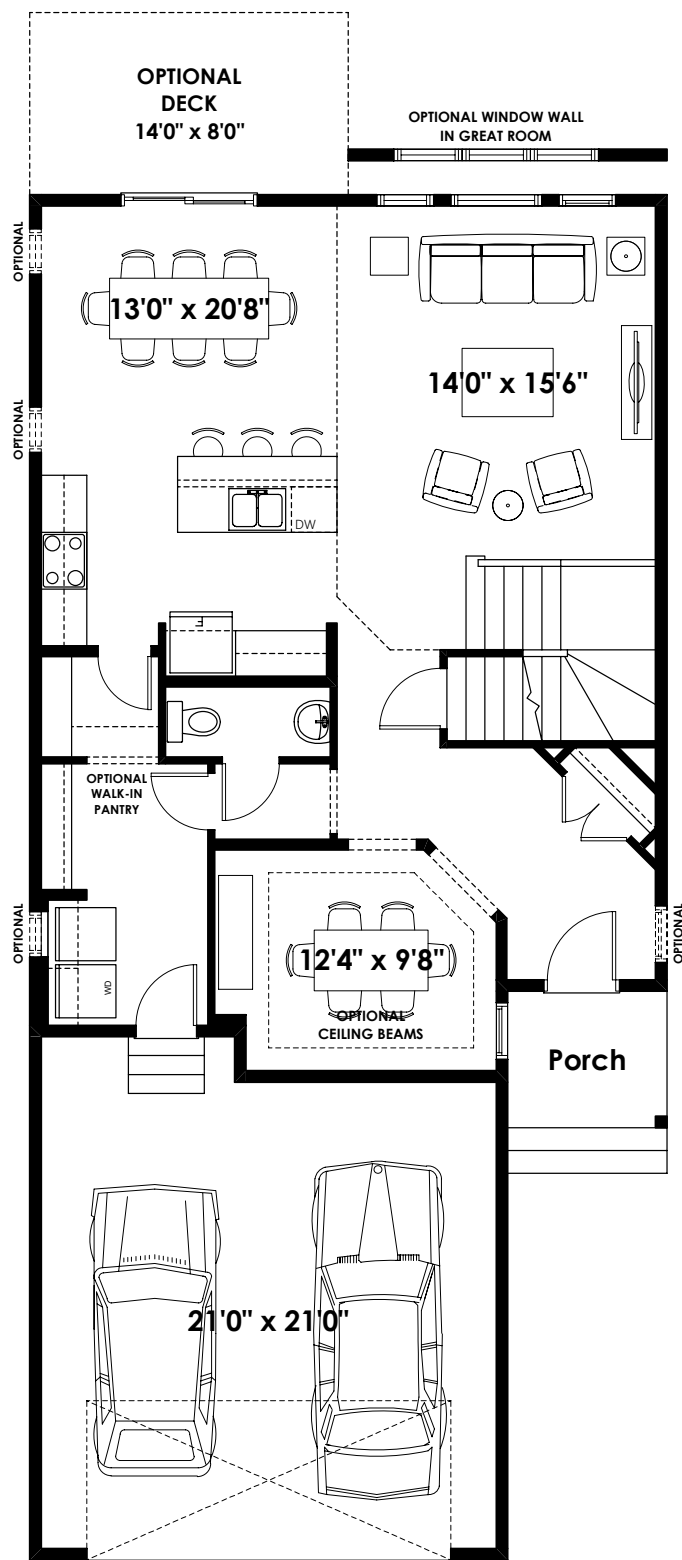 OPTIONAL
DECK
14'0" x 8'0"
OPTIONAL WINDOW WALL
IN GREAT ROOM
OPTIONAL
13'0" x 20'8"
14'0" x 15'6"
OPTIONAL
DW
F
OPTIONAL
WALK-IN
PANTRY
OPTIONAL
OPTIONAL
12'4" x 9'8"
WD
OPTIONAL
CEILING BEAMS
Porch
21'0" x 21'0"